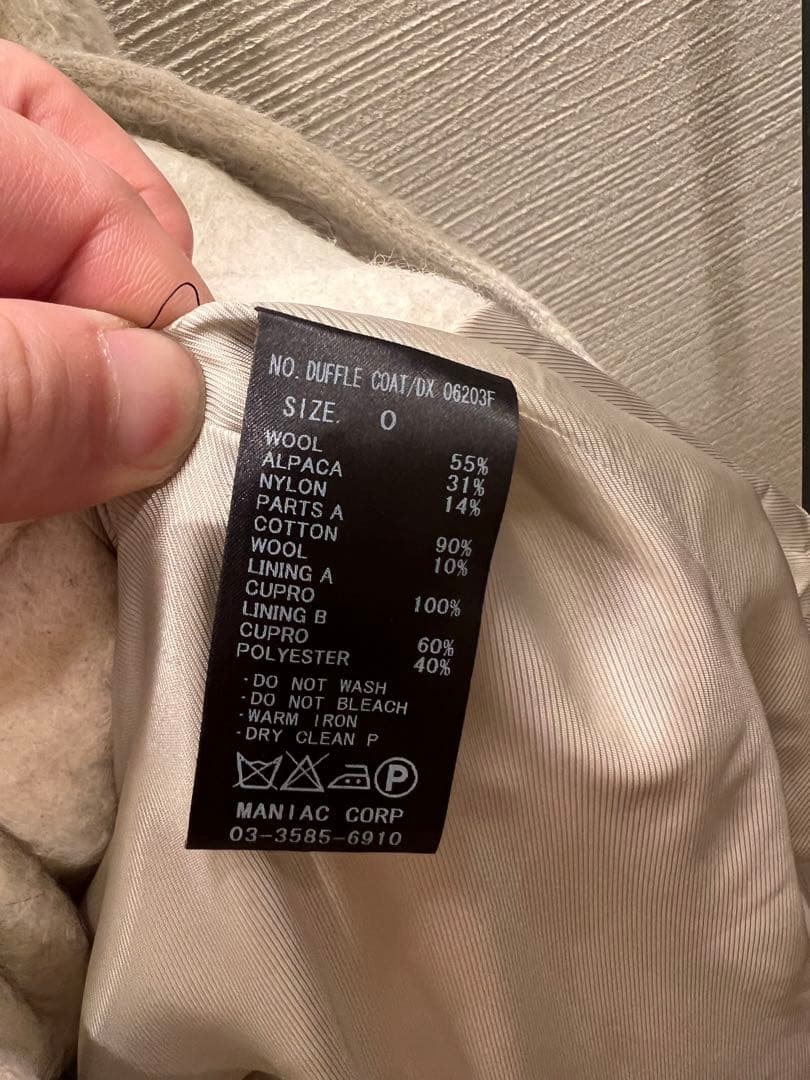 NO. DUFFLE COAT/DX 06203F
SIZE. 0
WOOL 55%
ALPACA 31%
NYLON 14%
PARTS A
COTTON 90%
WOOL 10%
LINING A
CUPRO 100%
LINING B
CUPRO 60%
POLYESTER 40%
・DO NOT WASH
・DO NOT BLEACH
・WARM IRON
・DRY CLEAN P
P
MANIAC CORP
03-3585-6910